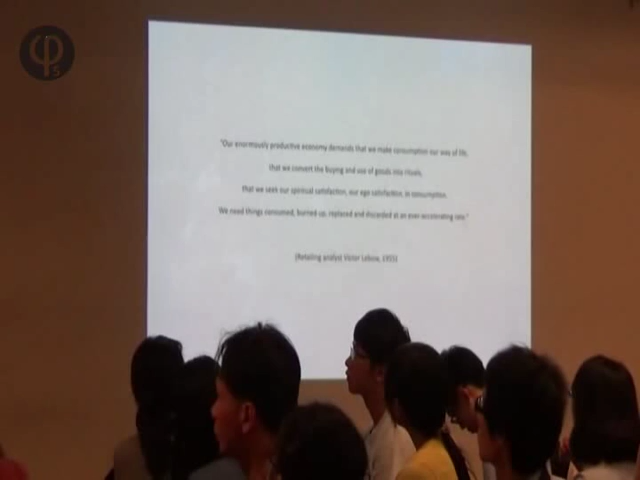 φ5
"Our enormously productive economy demands that we make consumption our way of life,
that we convert the buying and use of goods into rituals,
that we seek our spiritual satisfaction, our ego satisfaction, in consumption.
'We need things consumed, burned up, replaced and discarded at an ever-accelerating rate."
(Retailing analyst Victor Lebow, 1955)